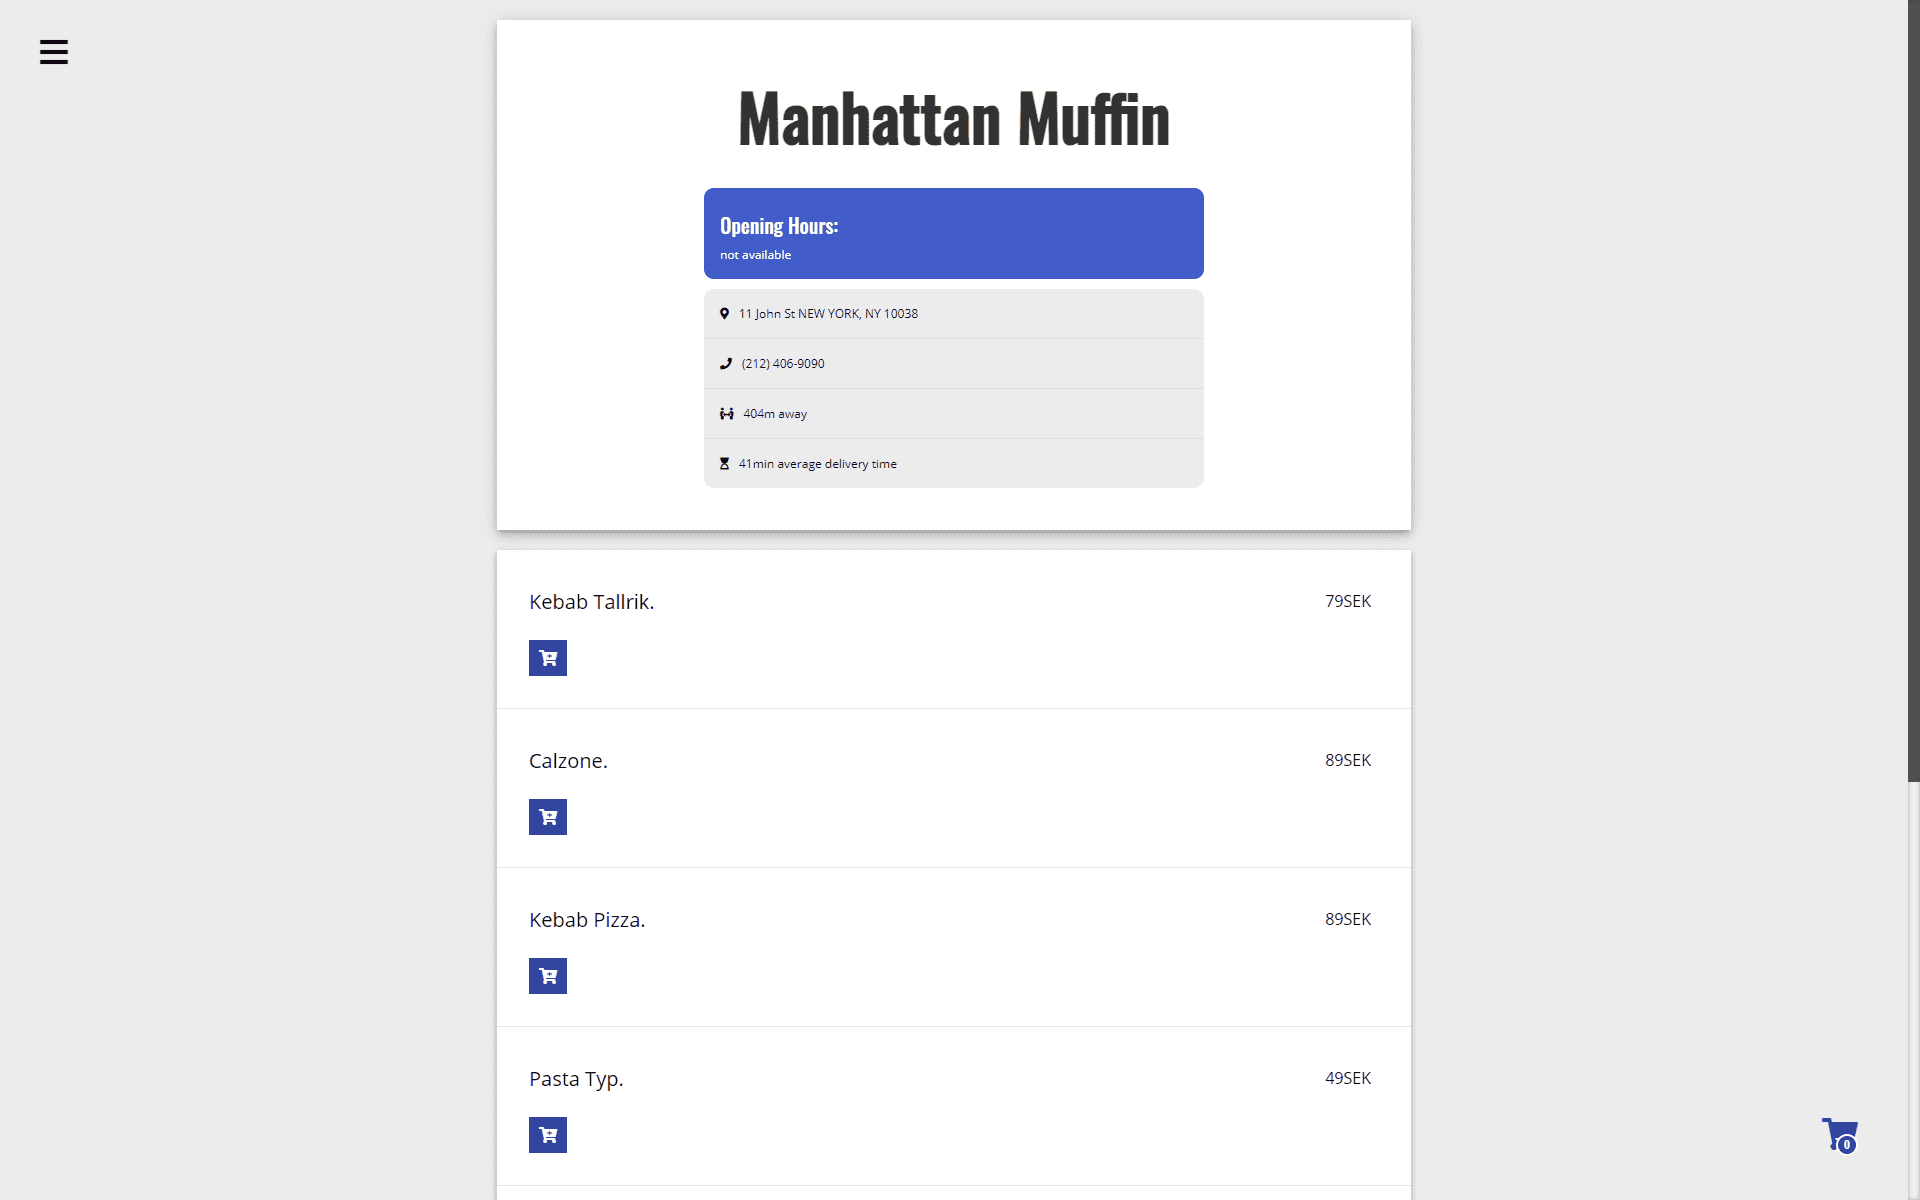 Manhattan Muffin
Opening Hours:
not available
11 John St NEW YORK, NY 10038
(212) 406-9090
404m away
41min average delivery time
Kebab Tallrik.
79SEK
Calzone.
89SEK
Kebab Pizza.
89SEK
Pasta Typ.
49SEK
0